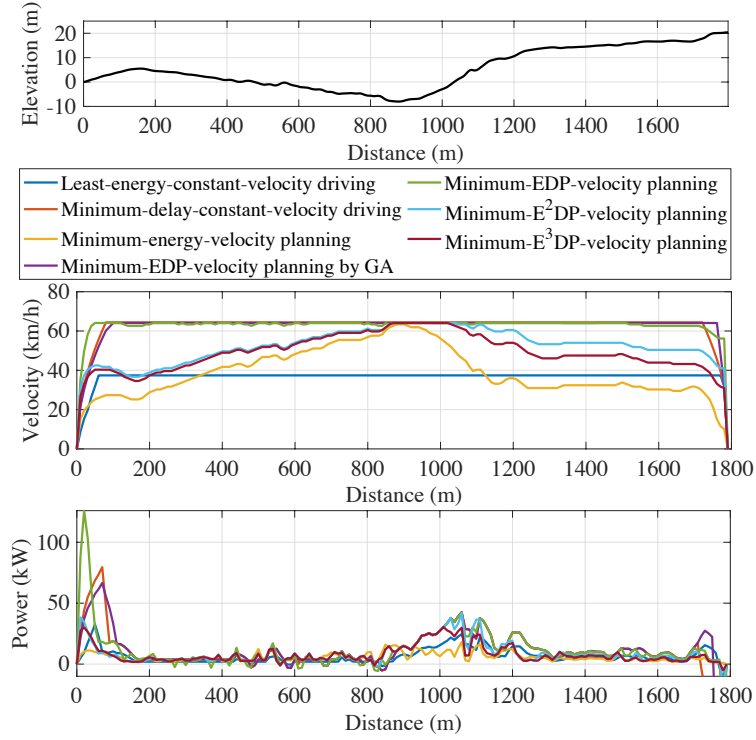 Elevation (m)
20
10
0
-10
0 200 400 600 800 1000 1200 1400 1600
Distance (m)
Least-energy-constant-velocity driving
Minimum-delay-constant-velocity driving
Minimum-energy-velocity planning
Minimum-EDP-velocity planning by GA
Minimum-EDP-velocity planning
Minimum-E²DP-velocity planning
Minimum-E³DP-velocity planning
Velocity (km/h)
80
60
40
20
0
0 200 400 600 800 1000 1200 1400 1600 1800
Distance (m)
Power (kW)
100
50
0
0 200 400 600 800 1000 1200 1400 1600 1800
Distance (m)